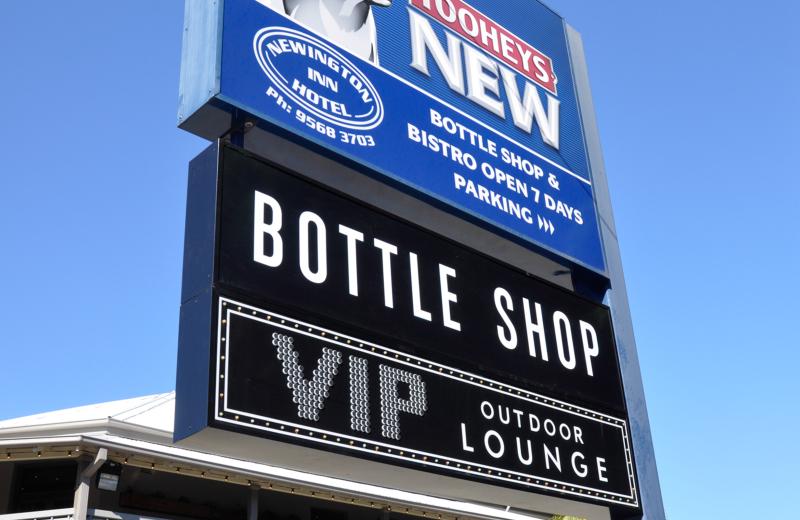 TOOHEYS
NEW
NEWINGTON
INN
HOTEL
Ph: 9568 3703
BOTTLE SHOP &
BISTRO OPEN 7 DAYS
PARKING
BOTTLE SHOP
VIP
OUTDOOR
LOUNGE